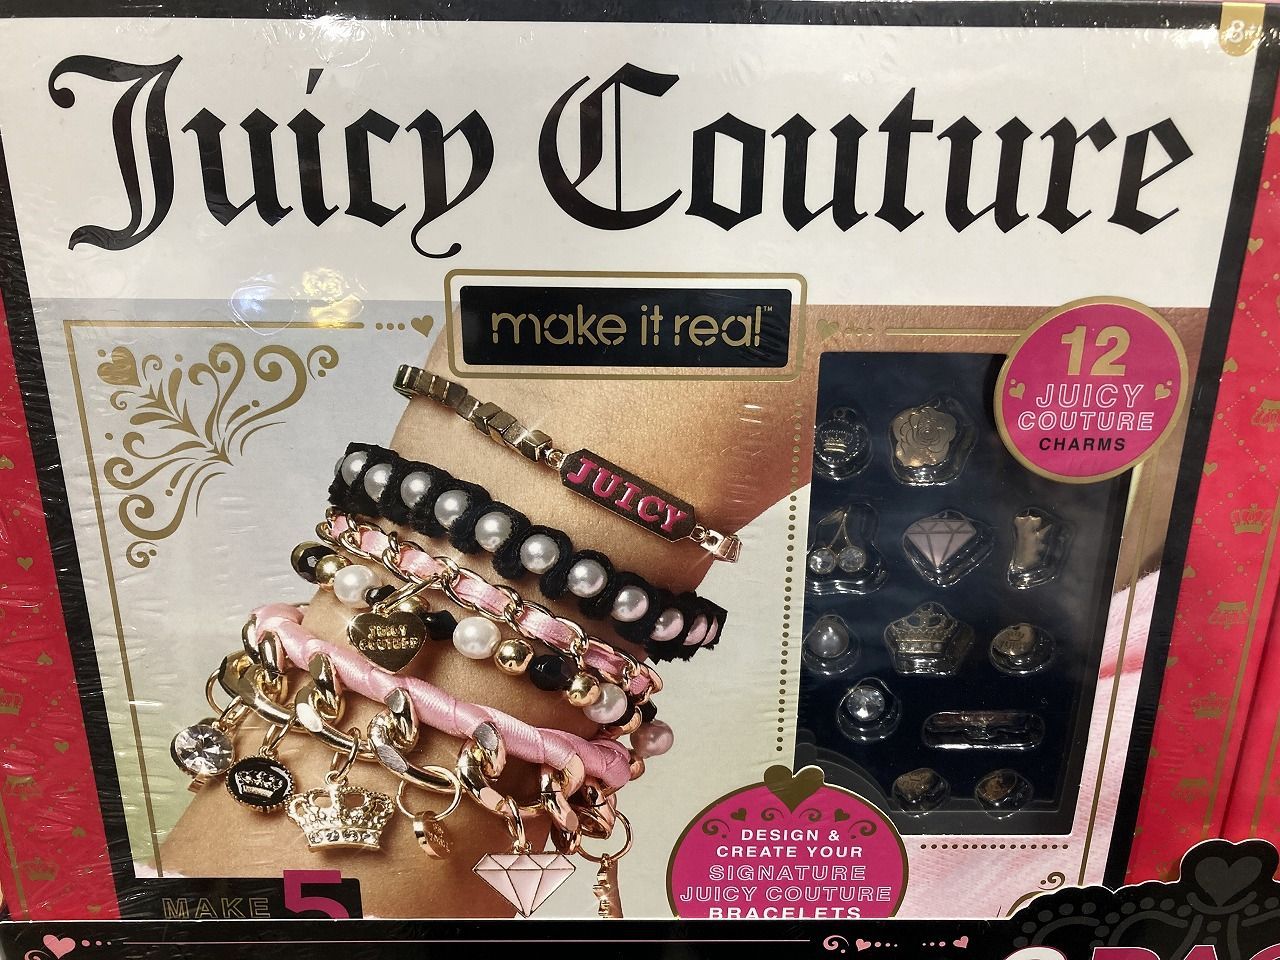 8+
Juicy Couture
make it real™
12
JUICY
COUTURE
CHARMS
JUICY
JUICY
COUTURE
DESIGN &
CREATE YOUR
SIGNATURE
JUICY COUTURE
BRACELETS
MAKE 5